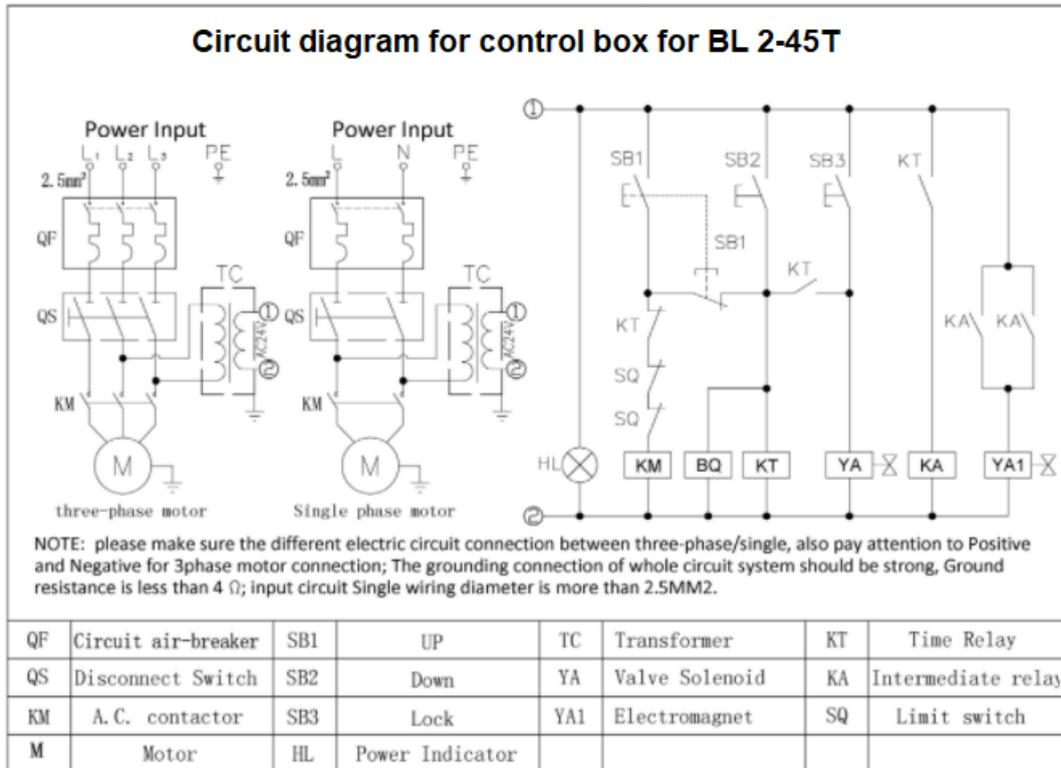 Circuit diagram for control box for BL 2-45T
Power Input
L1 L2 L3 PE
2.5mm²
QF
TC
QS
①
AC24V
②
KM
M
three-phase motor
Power Input
L N PE
2.5mm²
QF
TC
QS
①
AC24V
②
KM
M
Single phase motor
①
SB1 SB2 SB3 KT
SB1
KT
KT
KA KA
SQ
SQ
HL KM BQ KT YA KA YA1
②
NOTE: please make sure the different electric circuit connection between three-phase/single, also pay attention to Positive
and Negative for 3phase motor connection; The grounding connection of whole circuit system should be strong, Ground
resistance is less than 4 Ω; input circuit Single wiring diameter is more than 2.5MM2.
QF Circuit air-breaker SB1 UP TC Transformer KT Time Relay
QS Disconnect Switch SB2 Down YA Valve Solenoid KA Intermediate relay
KM A.C. contactor SB3 Lock YA1 Electromagnet SQ Limit switch
M Motor HL Power Indicator